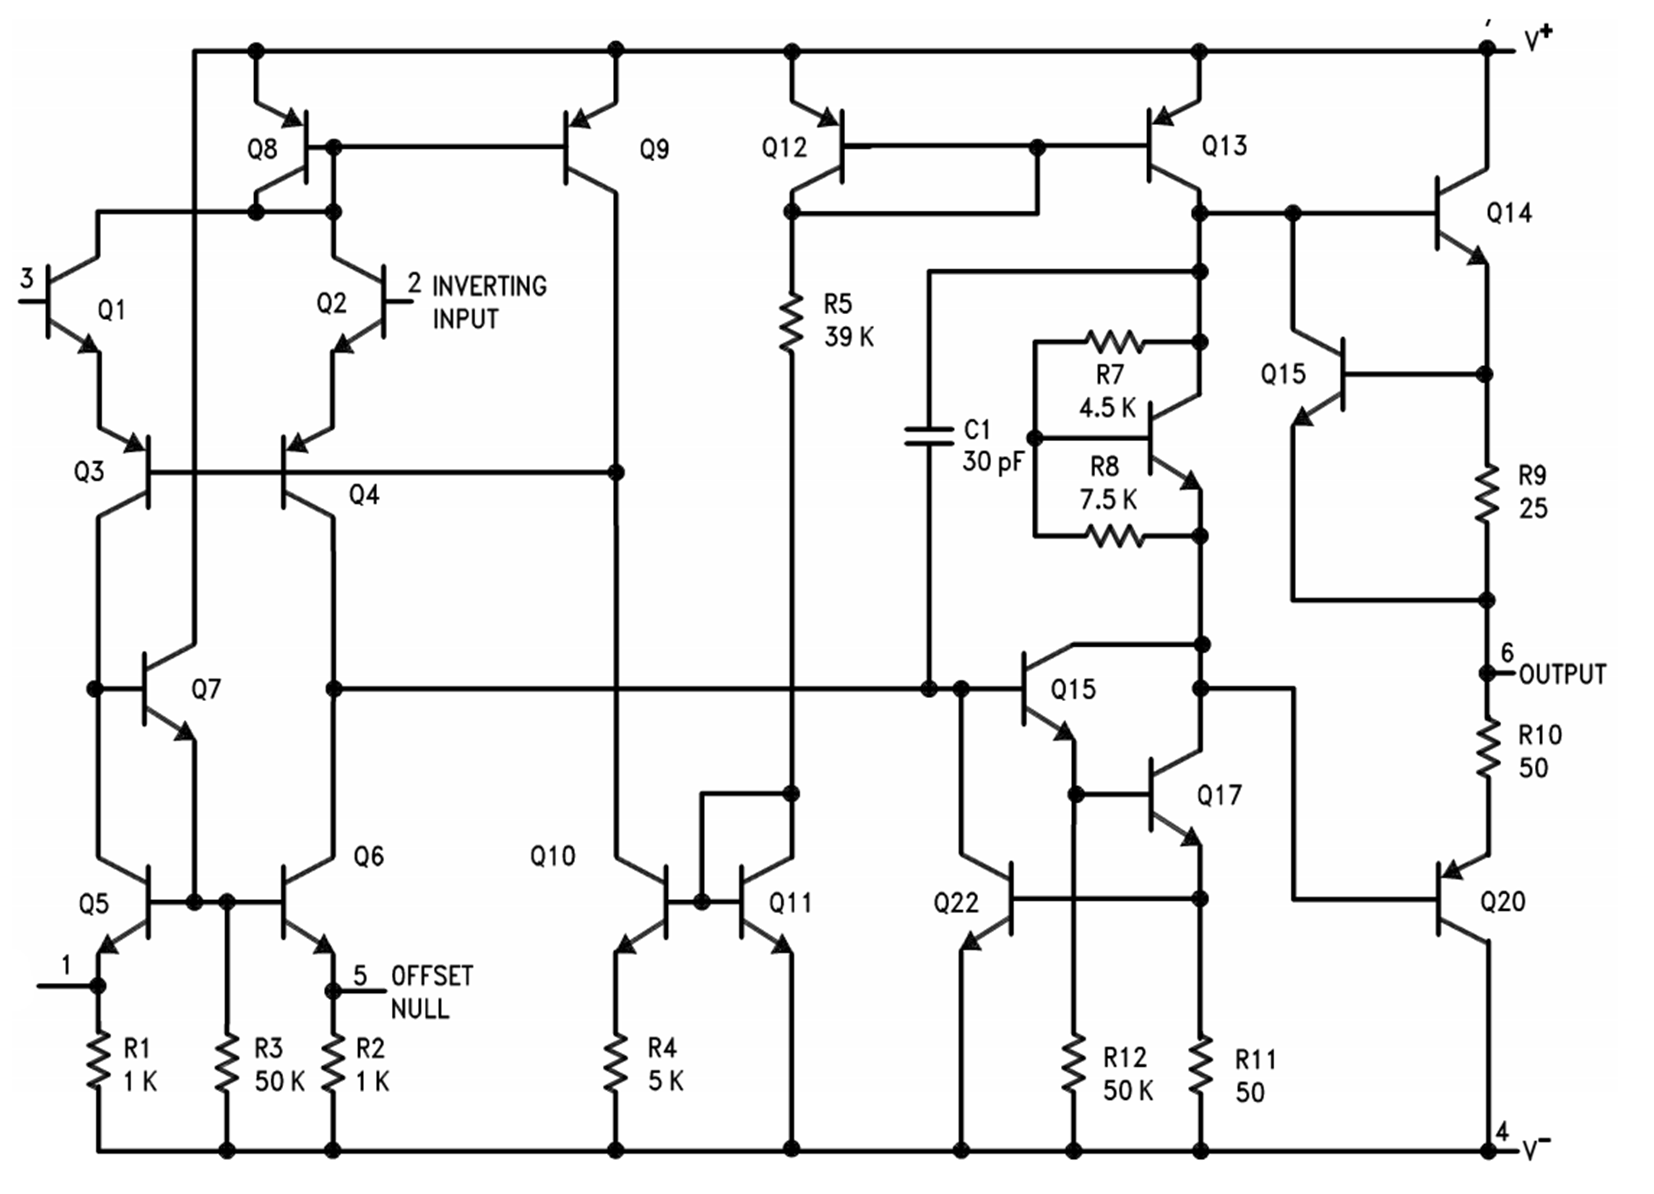 V+
Q8
Q9
Q12
Q13
Q14
3
Q1
Q2
2 INVERTING
INPUT
R5
39 K
R7
4.5 K
Q15
C1
30 pF
R8
7.5 K
Q3
Q4
R9
25
Q7
Q15
6
OUTPUT
R10
50
Q17
Q5
Q6
Q10
Q11
Q22
Q20
1
5 OFFSET
NULL
R1
1 K
R3
50 K
R2
1 K
R4
5 K
R12
50 K
R11
50
4
V-